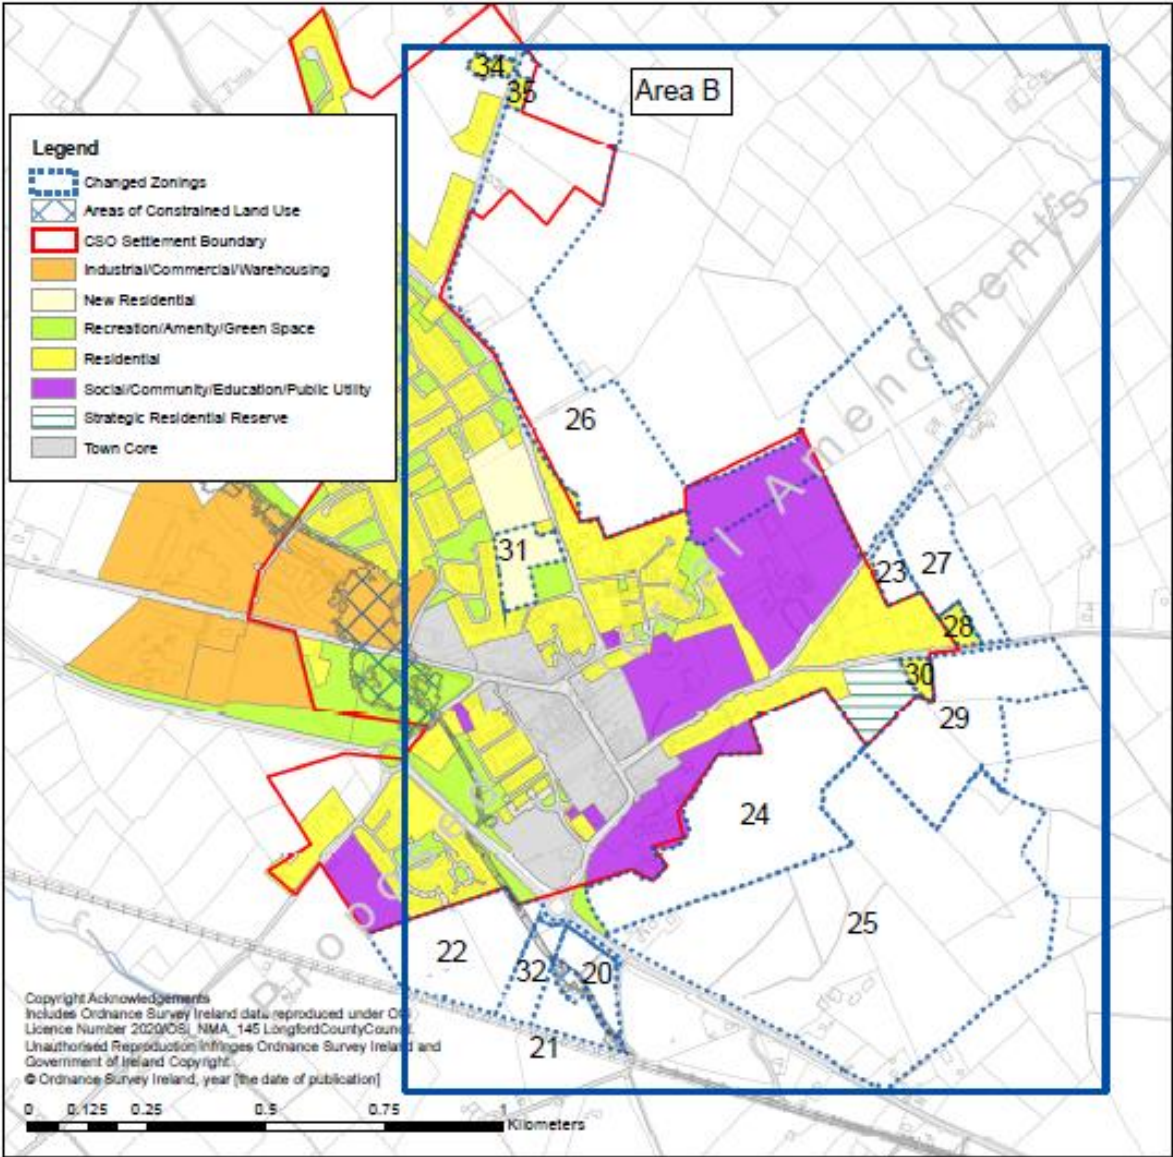 34
35
Area B
Legend
Changed Zonings
Areas of Constrained Land Use
CSO Settlement Boundary
Industrial/Commercial/Warehousing
New Residential
Recreation/Amenity/Green Space
Residential
Social/Community/Education/Public Utility
Strategic Residential Reserve
Town Core
26
31
23
27
28
30
29
24
25
22
32
20
21
Amendments
Copyright Acknowledgements
Includes Ordnance Survey Ireland data reproduced under OSi
Licence Number 2020/OSi_NMA_145 LongfordCountyCouncil.
Unauthorised Reproduction infringes Ordnance Survey Ireland and
Government of Ireland Copyright.
© Ordnance Survey Ireland, year [the date of publication]
0 0.125 0.25 0.5 0.75 1
Kilometers